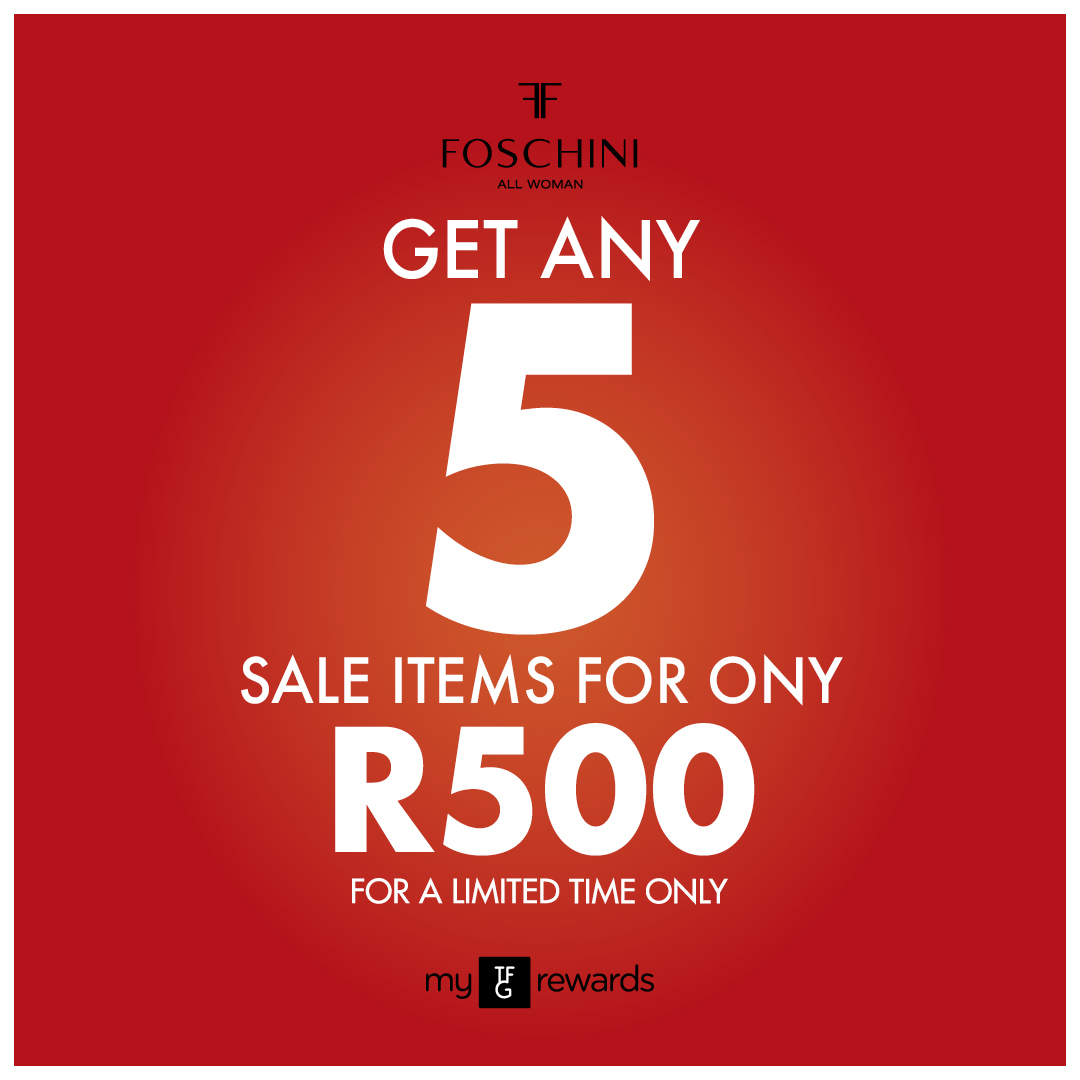 FF
FOSCHINI
ALL WOMAN
GET ANY
5
SALE ITEMS FOR ONY
R500
FOR A LIMITED TIME ONLY
my TFG rewards